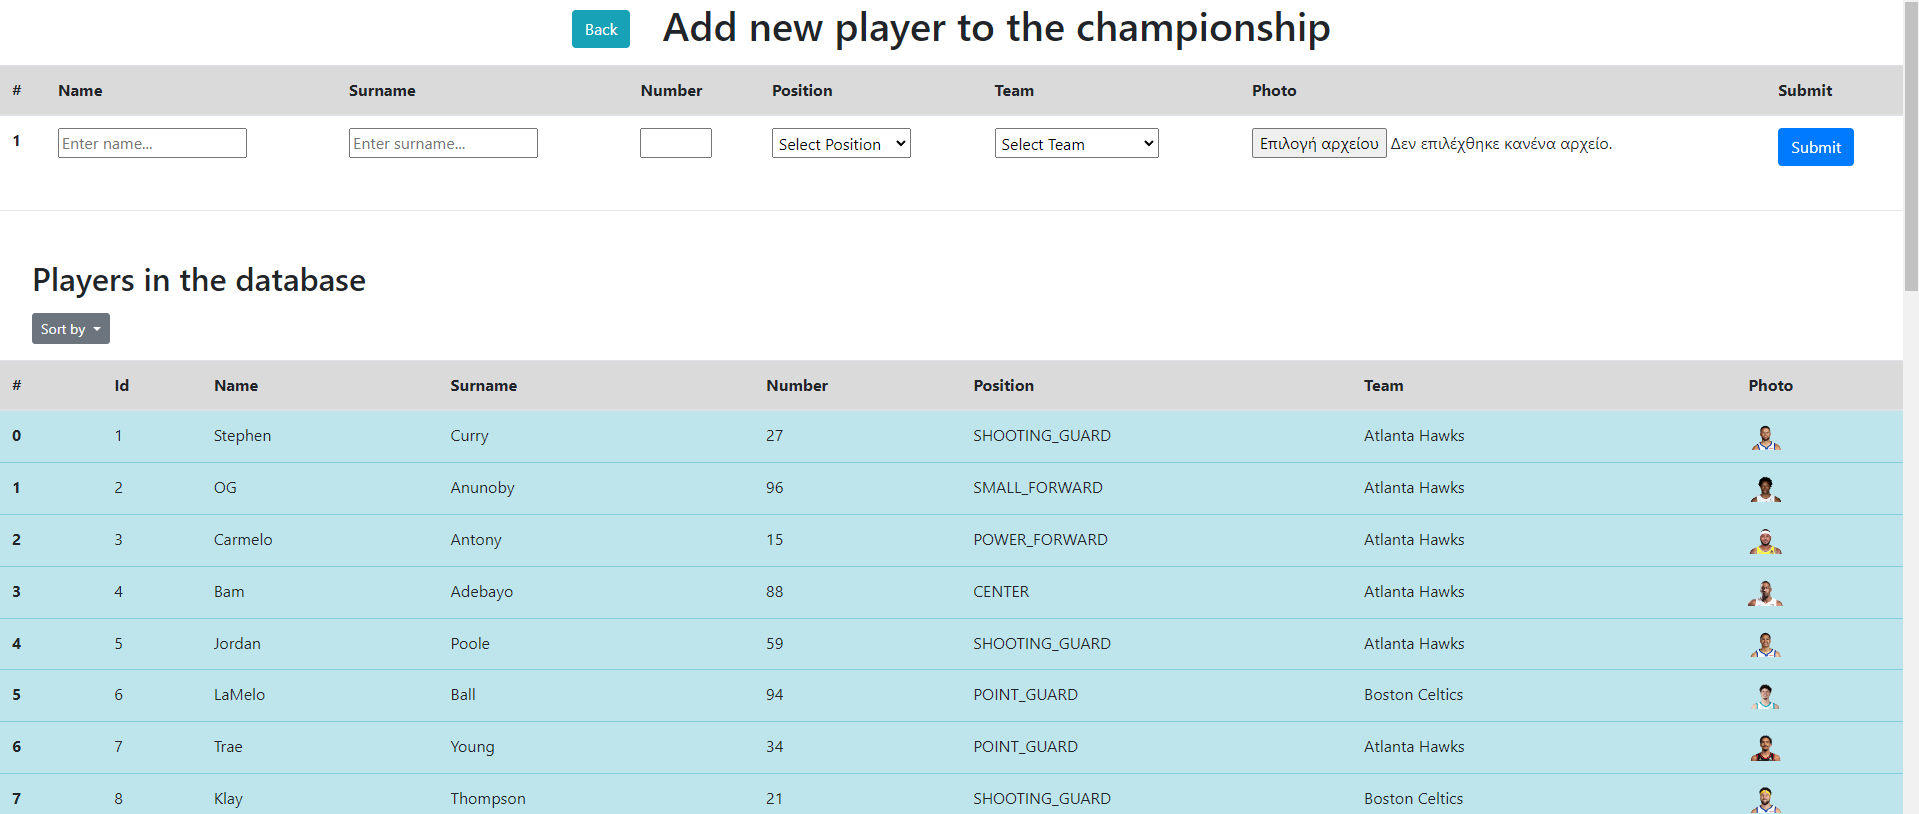 Back Add new player to the championship
# Name Surname Number Position Team Photo Submit
1 Enter name... Enter surname... Select Position Select Team Επιλογή αρχείου Δεν επιλέχθηκε κανένα αρχείο. Submit
Players in the database
Sort by
# Id Name Surname Number Position Team Photo
0 1 Stephen Curry 27 SHOOTING_GUARD Atlanta Hawks
1 2 OG Anunoby 96 SMALL_FORWARD Atlanta Hawks
2 3 Carmelo Antony 15 POWER_FORWARD Atlanta Hawks
3 4 Bam Adebayo 88 CENTER Atlanta Hawks
4 5 Jordan Poole 59 SHOOTING_GUARD Atlanta Hawks
5 6 LaMelo Ball 94 POINT_GUARD Boston Celtics
6 7 Trae Young 34 POINT_GUARD Atlanta Hawks
7 8 Klay Thompson 21 SHOOTING_GUARD Boston Celtics